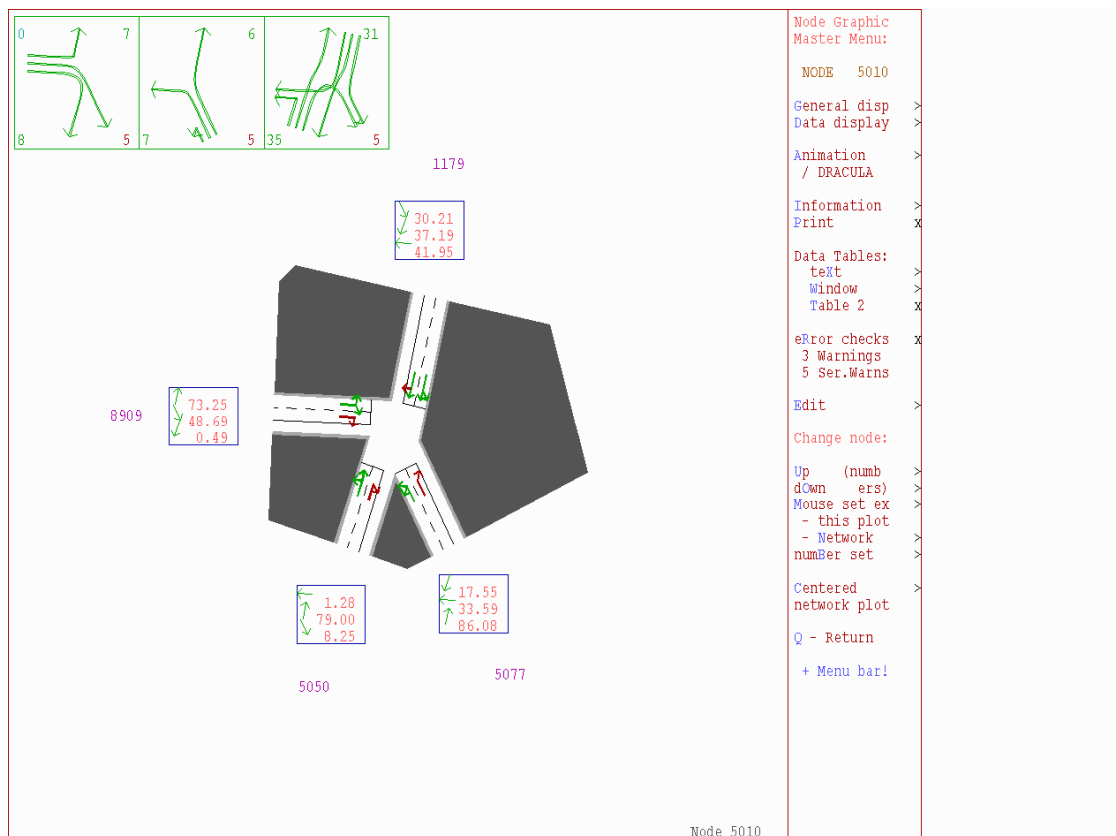 0 7 6 31
8 5 7 5 35 5
1179
30.21
37.19
41.95
8909
73.25
48.69
0.49
1.28
79.00
8.25
17.55
33.59
86.08
5077
5050
Node 5010
Node Graphic
Master Menu:
NODE 5010
General disp >
Data display >
Animation >
/ DRACULA
Information >
Print x
Data Tables:
teXt >
Window >
Table 2 x
eRror checks x
3 Warnings
5 Ser.Warns
Edit >
Change node:
Up (numb >
dOwn ers) >
Mouse set ex >
- this plot
- Network >
numBer set >
Centered >
network plot
Q - Return
+ Menu bar!